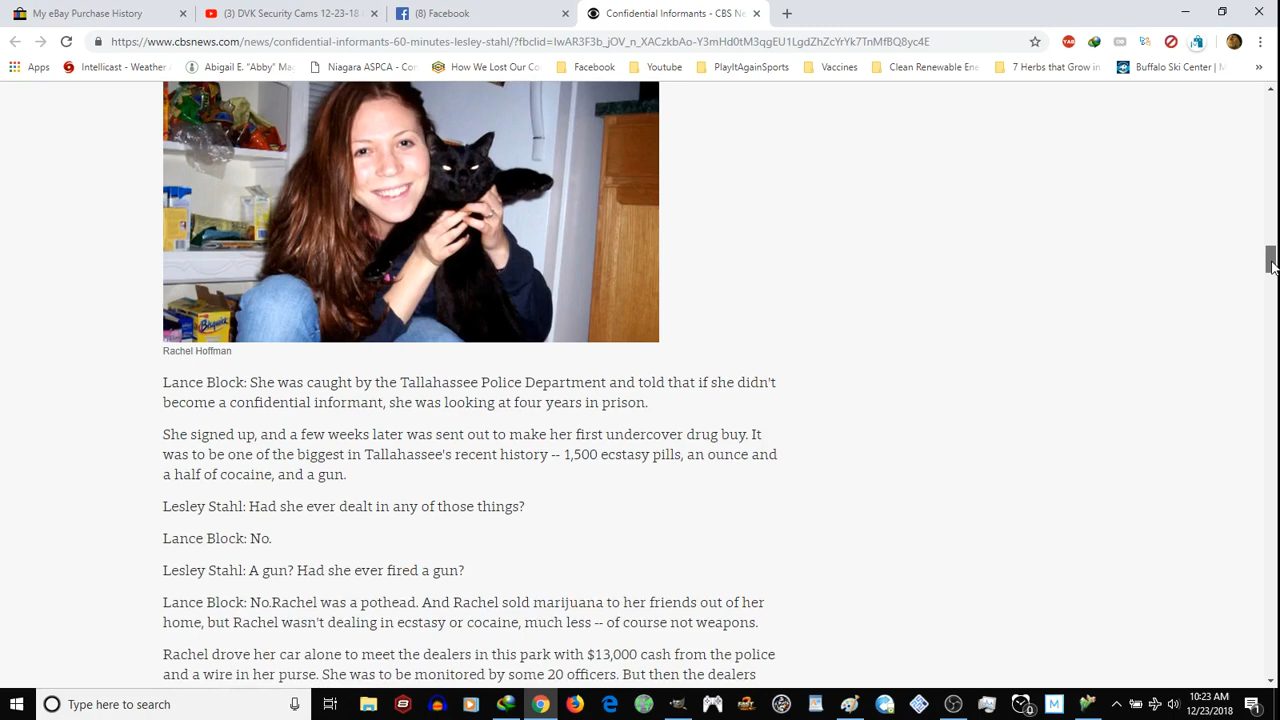 My eBay Purchase History
(3) DVK Security Cams 12-23-18
(8) Facebook
Confidential Informants - CBS Ne
https://www.cbsnews.com/news/confidential-informants-60-minutes-lesley-stahl/?fbclid=
Apps
Intellicast - Weather
Abigail E. "Abby" Ma
Niagara ASPCA - Con
How We Lost Our Co
Facebook
Youtube
PlayItAgainSports
Vaccines
Clean Renewable Ene
7 Herbs that Grow in
Buffalo Ski Center |
Bisquick
Rachel Hoffman
Lance Block: She was caught by the Tallahassee Police Department and told that if she didn't
become a confidential informant, she was looking at four years in prison.
She signed up, and a few weeks later was sent out to make her first undercover drug buy. It
was to be one of the biggest in Tallahassee's recent history -- 1,500 ecstasy pills, an ounce and
a half of cocaine, and a gun.
Lesley Stahl: Had she ever dealt in any of those things?
Lance Block: No.
Lesley Stahl: A gun? Had she ever fired a gun?
Lance Block: No.Rachel was a pothead. And Rachel sold marijuana to her friends out of her
home, but Rachel wasn't dealing in ecstasy or cocaine, much less -- of course not weapons.
Rachel drove her car alone to meet the dealers in this park with $13,000 cash from the police
and a wire in her purse. She was to be monitored by some 20 officers. But then the dealers
Type here to search
10:23 AM
12/23/2018